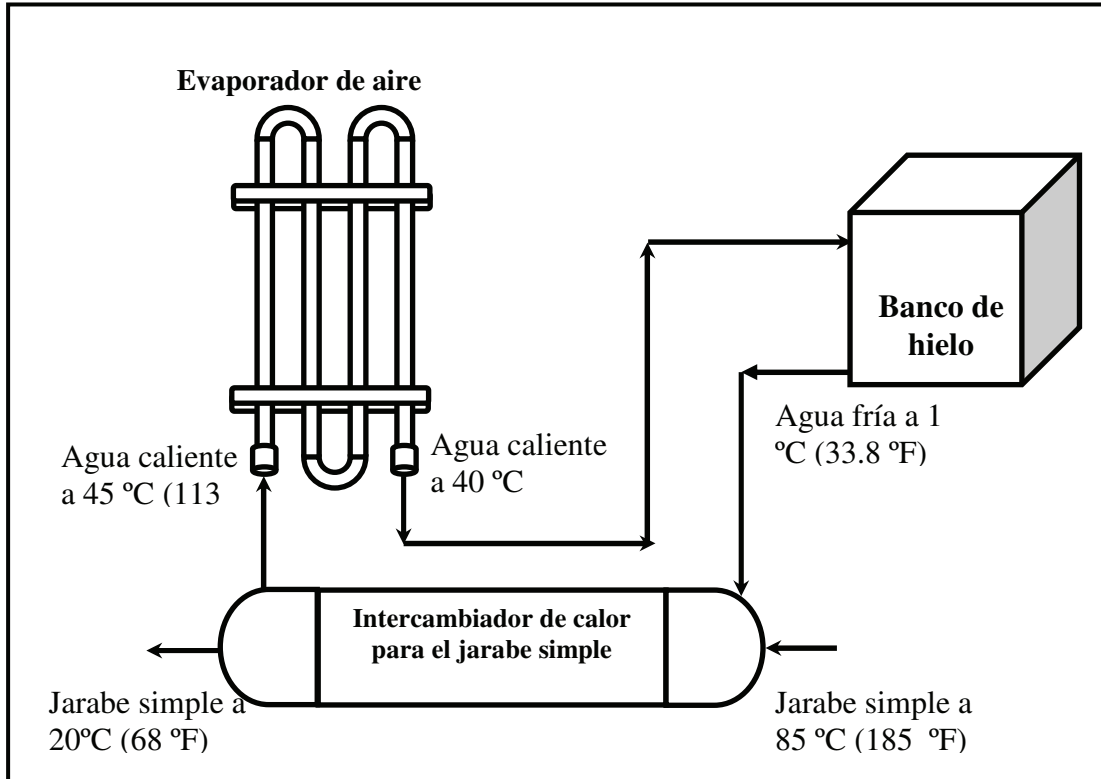 Evaporador de aire
Banco de
hielo
Agua fría a 1
ºC (33.8 ºF)
Agua caliente
a 45 ºC (113
Agua caliente
a 40 ºC
Intercambiador de calor
para el jarabe simple
Jarabe simple a
20ºC (68 ºF)
Jarabe simple a
85 ºC (185 ºF)